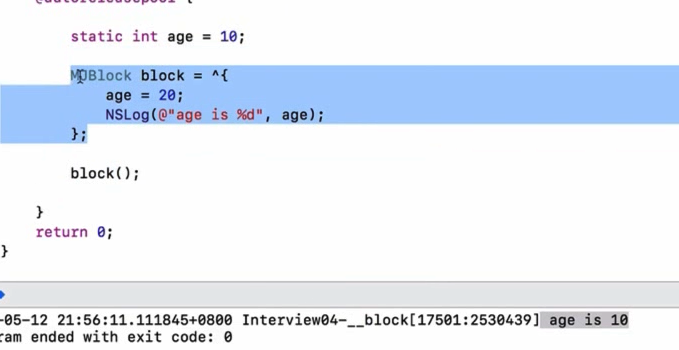 @autoreleasepool {
static int age = 10;
MJBlock block = ^{
age = 20;
NSLog(@"age is %d", age);
};
block();
}
return 0;
}
-05-12 21:56:11.111845+0800 Interview04-__block[17501:2530439] age is 10
ram ended with exit code: 0